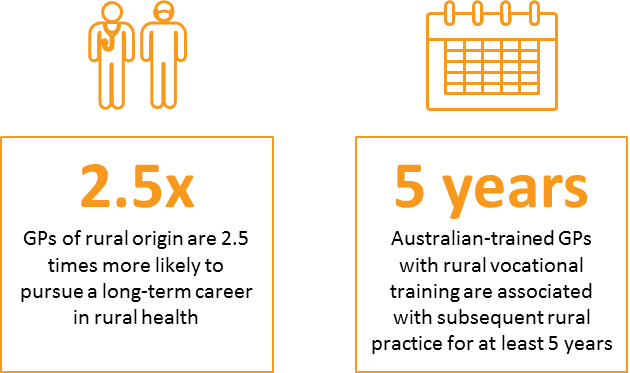 2.5x
GPs of rural origin are 2.5
times more likely to
pursue a long-term career
in rural health
5 years
Australian-trained GPs
with rural vocational
training are associated
with subsequent rural
practice for at least 5 years